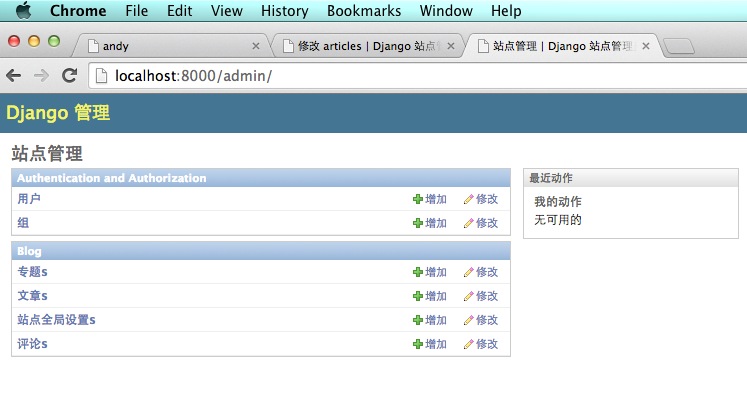 Chrome File Edit View History Bookmarks Window Help
andy 修改 articles | Django 站点 站点管理 | Django 站点管理
localhost:8000/admin/
Django 管理
站点管理
Authentication and Authorization
用户 增加 修改
组 增加 修改
Blog
专题s 增加 修改
文章s 增加 修改
站点全局设置s 增加 修改
评论s 增加 修改
最近动作
我的动作
无可用的